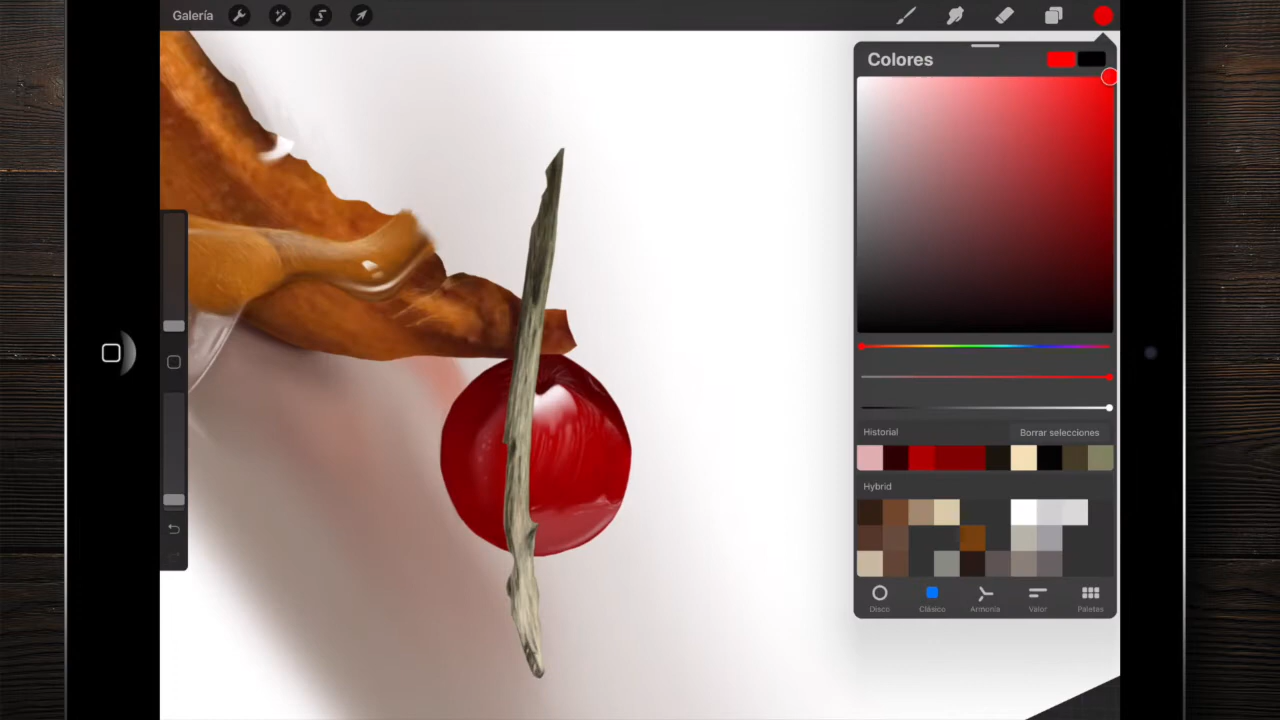 Galería
Colores
Historial
Borrar selecciones
Hybrid
Disco
Clásico
Armonía
Valor
Paletas